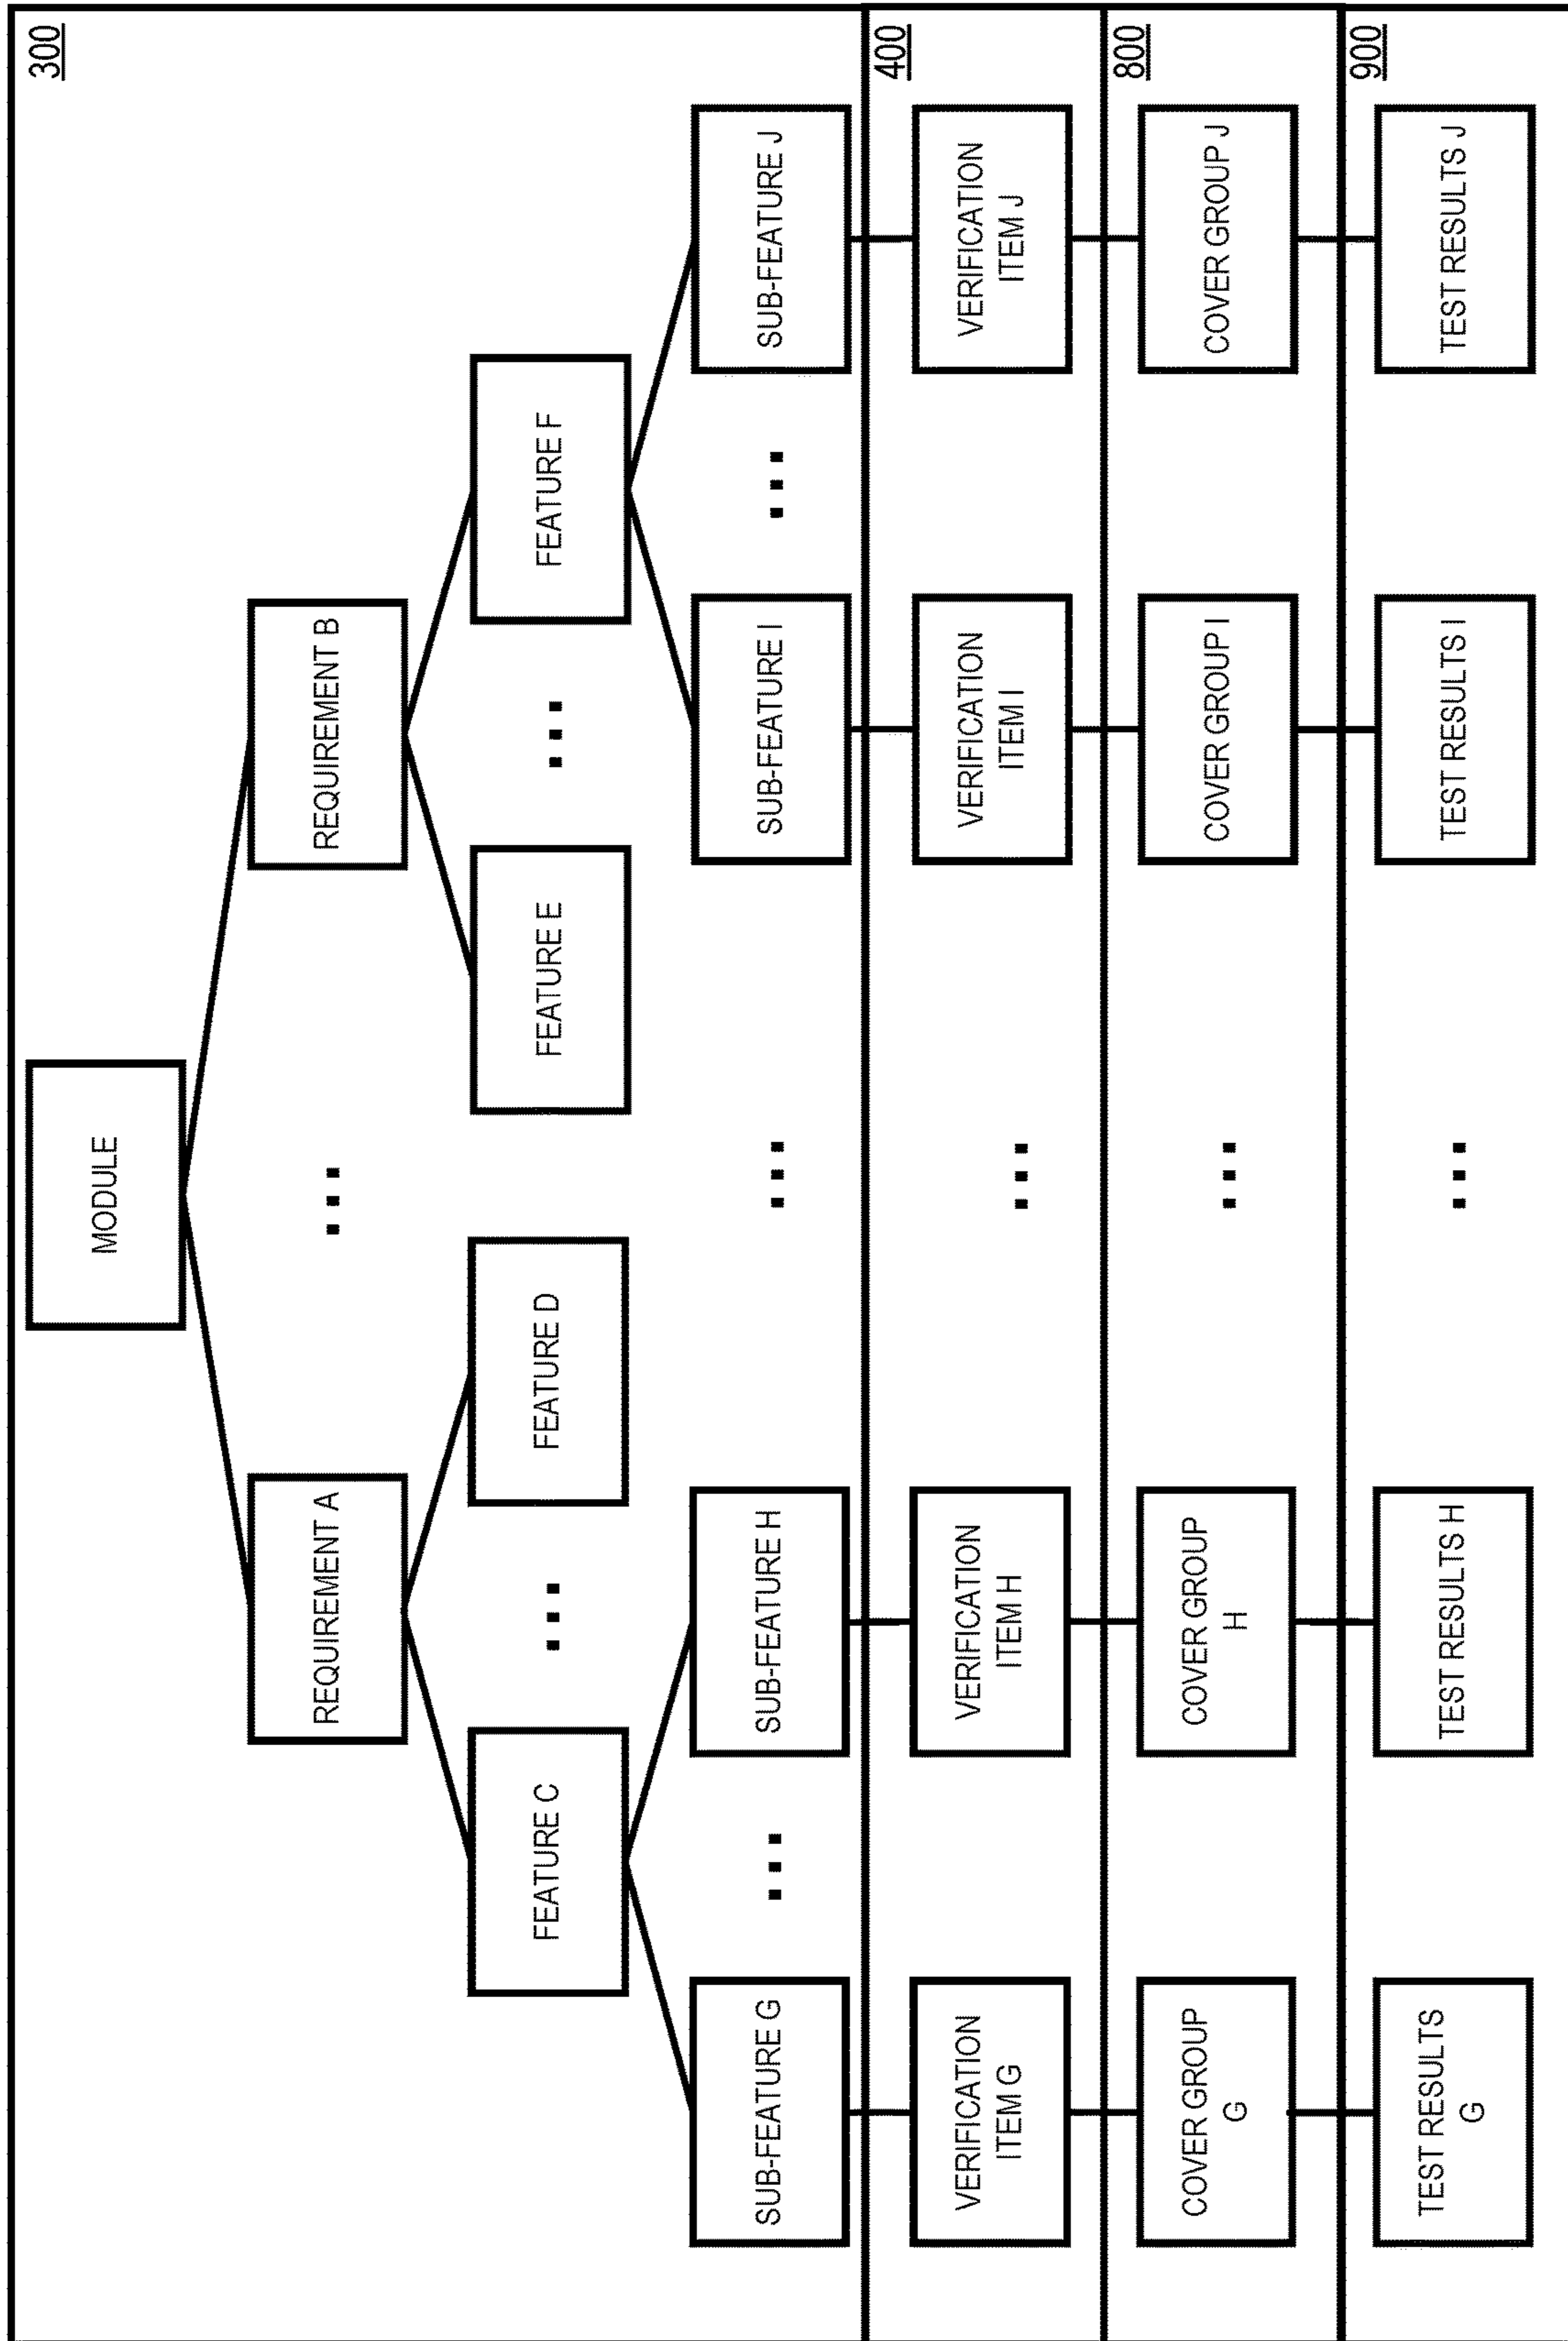 300
MODULE
REQUIREMENT A
...
REQUIREMENT B
FEATURE C
...
FEATURE D
FEATURE E
...
FEATURE F
SUB-FEATURE G
...
SUB-FEATURE H
...
SUB-FEATURE I
...
SUB-FEATURE J
400
VERIFICATION
ITEM G
VERIFICATION
ITEM H
...
VERIFICATION
ITEM I
VERIFICATION
ITEM J
800
COVER GROUP
G
COVER GROUP
H
...
COVER GROUP I
COVER GROUP J
900
TEST RESULTS
G
TEST RESULTS H
...
TEST RESULTS I
TEST RESULTS J